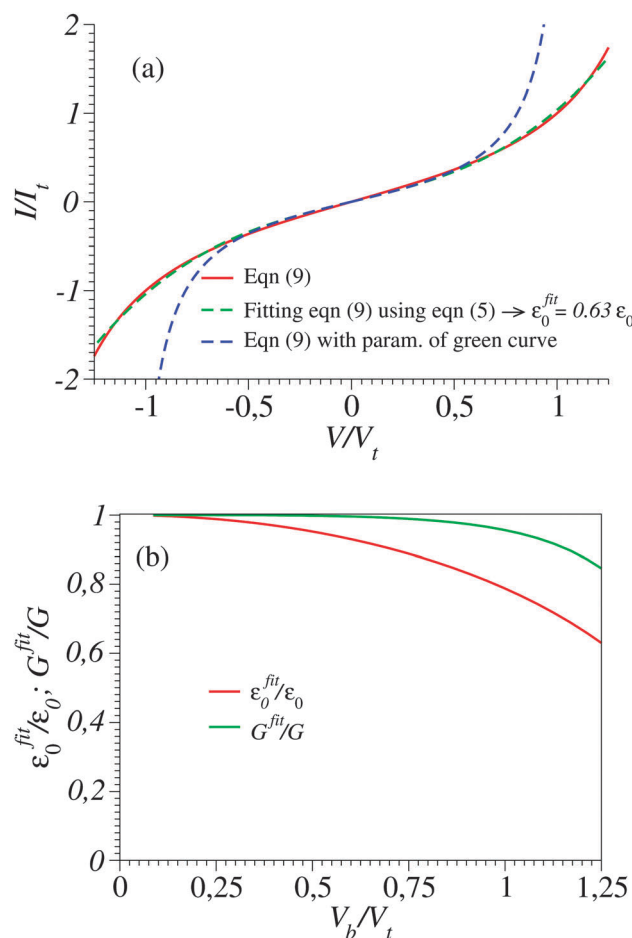 2
(a)
1
I/I_t
0
-1
-2
Eqn (9)
Fitting eqn (9) using eqn (5) → ε_0^fit = 0.63 ε_0
Eqn (9) with param. of green curve
-1 -0,5 0 0,5 1
V/V_t
1
(b)
0,8
0,6
ε_0^fit/ε_0; G^fit/G
ε_0^fit/ε_0
G^fit/G
0,4
0,2
0
0 0,25 0,5 0,75 1 1,25
V_b/V_t